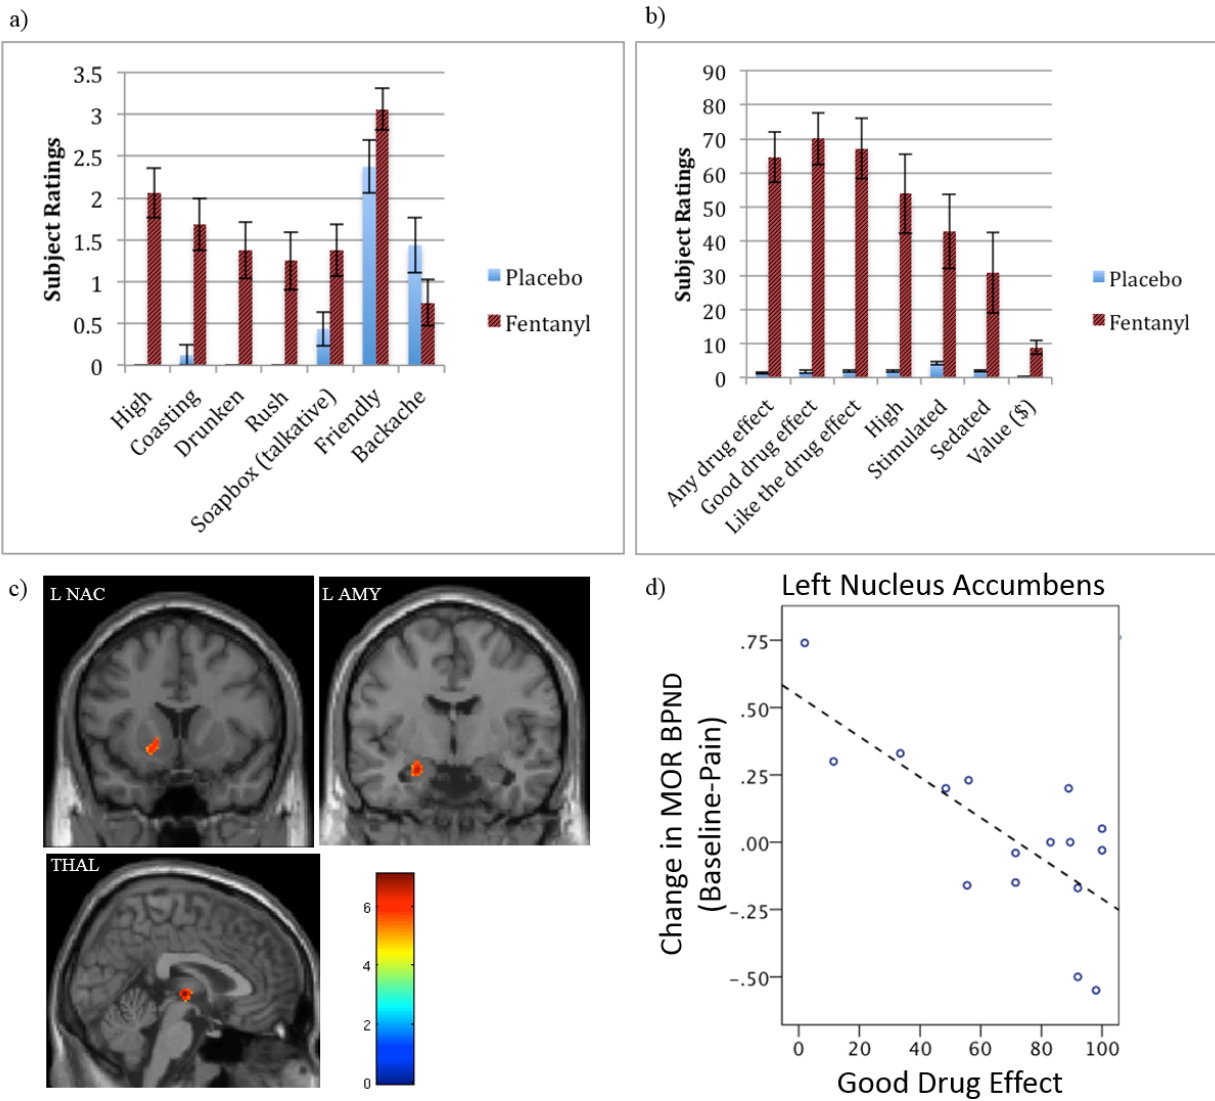 a)
3.5
3
2.5
2
1.5
1
0.5
0
Subject Ratings
High
Coasting
Drunken
Rush
Soapbox (talkative)
Friendly
Backache
Placebo
Fentanyl
b)
90
80
70
60
50
40
30
20
10
0
Subject Ratings
Any drug effect
Good drug effect
Like the drug effect
High
Stimulated
Sedated
Value ($)
Placebo
Fentanyl
c)
L NAC
L AMY
THAL
6
4
2
0
d)
Left Nucleus Accumbens
.75
.50
.25
.00
-.25
-.50
Change in MOR BPND
(Baseline-Pain)
0 20 40 60 80 100
Good Drug Effect